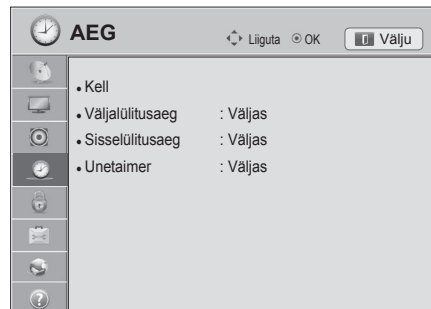 AEG Liiguta OK Välju
• Kell
• Väljalülitusaeg : Väljas
• Sisselülitusaeg : Väljas
• Unetaimer : Väljas
?